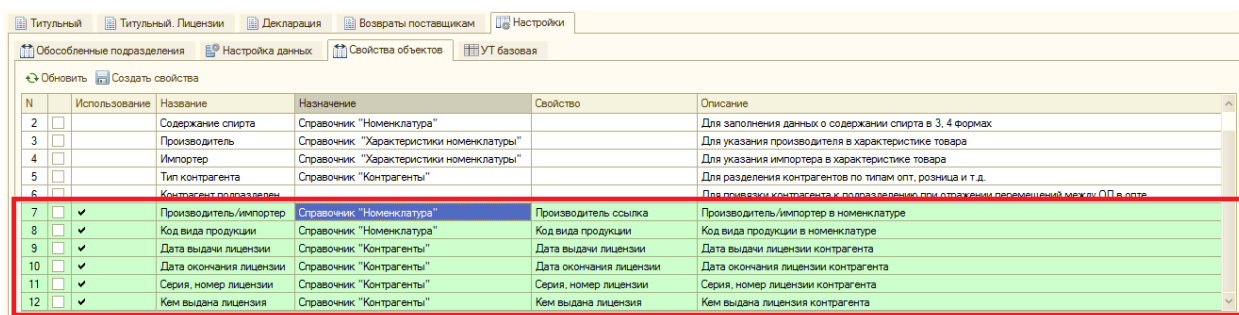 Титульный Титульный. Лицензии Декларация Возвраты поставщикам Настройки
Обособленные подразделения Настройка данных Свойства объектов УТ базовая
Обновить Создать свойства
N Использование Название Назначение Свойство Описание
2 Содержание спирта Справочник "Номенклатура" Для заполнения данных о содержании спирта в 3, 4 формах
3 Производитель Справочник "Характеристики номенклатуры" Для указания производителя в характеристике товара
4 Импортер Справочник "Характеристики номенклатуры" Для указания импортера в характеристике товара
5 Тип контрагента Справочник "Контрагенты" Для разделения контрагентов по типам опт, розница и т.д.
6 Контрагент подразделен Для привязки контрагента к подразделению при отражении перемещений между ОП в опте
7 Производитель/импортер Справочник "Номенклатура" Производитель ссылка Производитель/импортер в номенклатуре
8 Код вида продукции Справочник "Номенклатура" Код вида продукции Код вида продукции в номенклатуре
9 Дата выдачи лицензии Справочник "Контрагенты" Дата выдачи лицензии Дата выдачи лицензии контрагента
10 Дата окончания лицензии Справочник "Контрагенты" Дата окончания лицензии Дата окончания лицензии контрагента
11 Серия, номер лицензии Справочник "Контрагенты" Серия, номер лицензии Серия, номер лицензии контрагента
12 Кем выдана лицензия Справочник "Контрагенты" Кем выдана лицензия Кем выдана лицензия контрагента